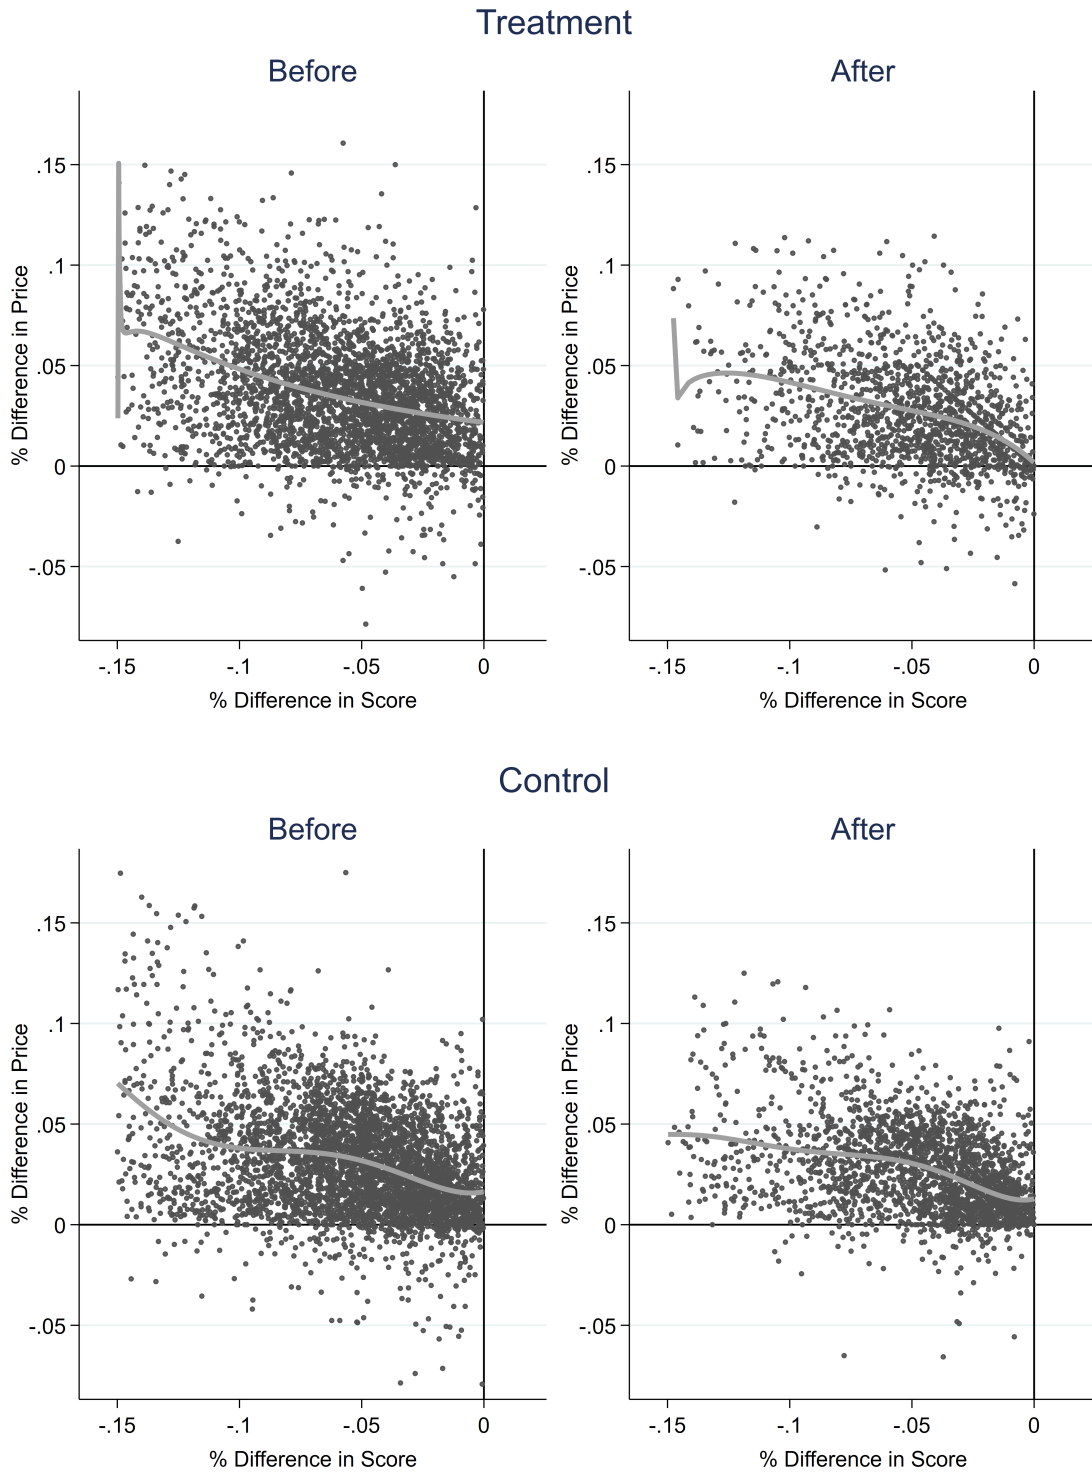 Treatment
Before
After
.15
.1
.05
0
-.05
% Difference in Price
-.15
-.1
-.05
0
% Difference in Score
.15
.1
.05
0
-.05
% Difference in Price
-.15
-.1
-.05
0
% Difference in Score
Control
Before
After
.15
.1
.05
0
-.05
% Difference in Price
-.15
-.1
-.05
0
% Difference in Score
.15
.1
.05
0
-.05
% Difference in Price
-.15
-.1
-.05
0
% Difference in Score